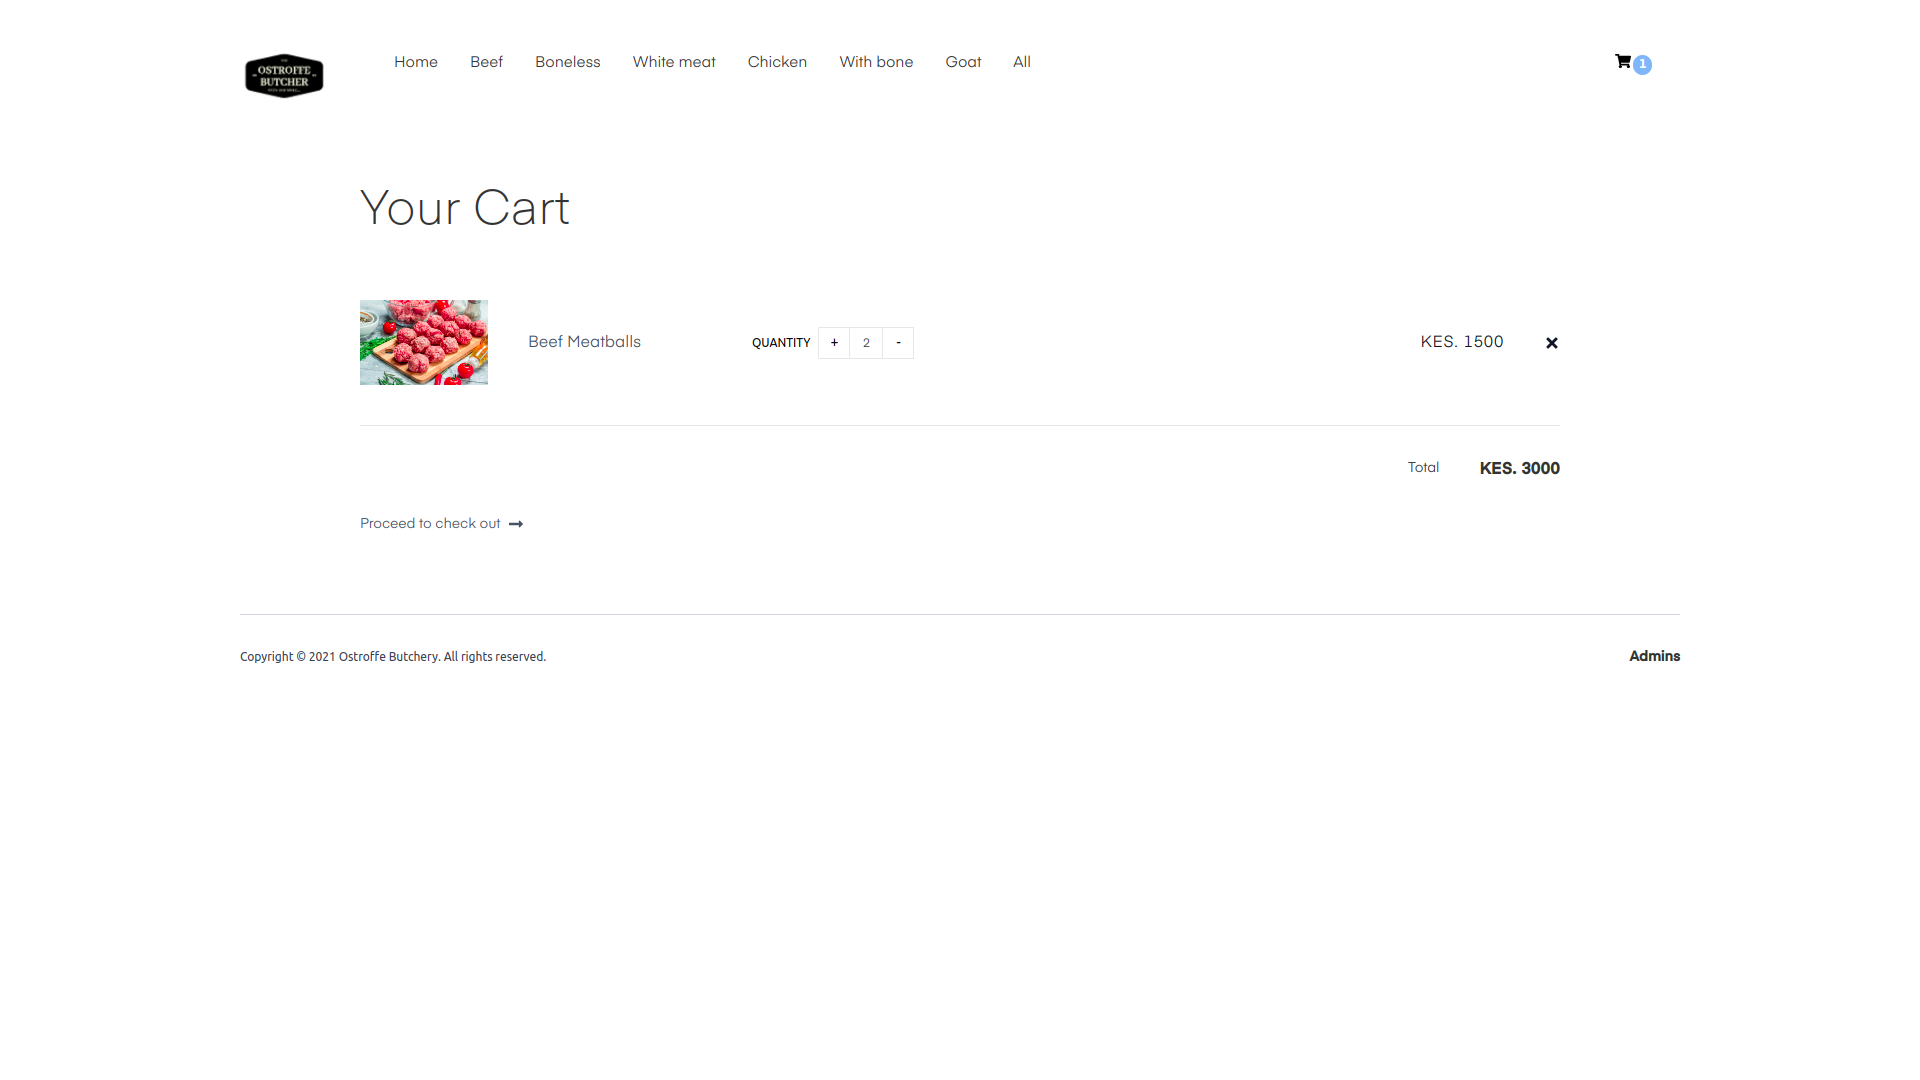 OSTROFFE
BUTCHER
Home Beef Boneless White meat Chicken With bone Goat All
1
Your Cart
Beef Meatballs QUANTITY + 2 - KES. 1500
Total KES. 3000
Proceed to check out
Copyright © 2021 Ostroffe Butchery. All rights reserved. Admins